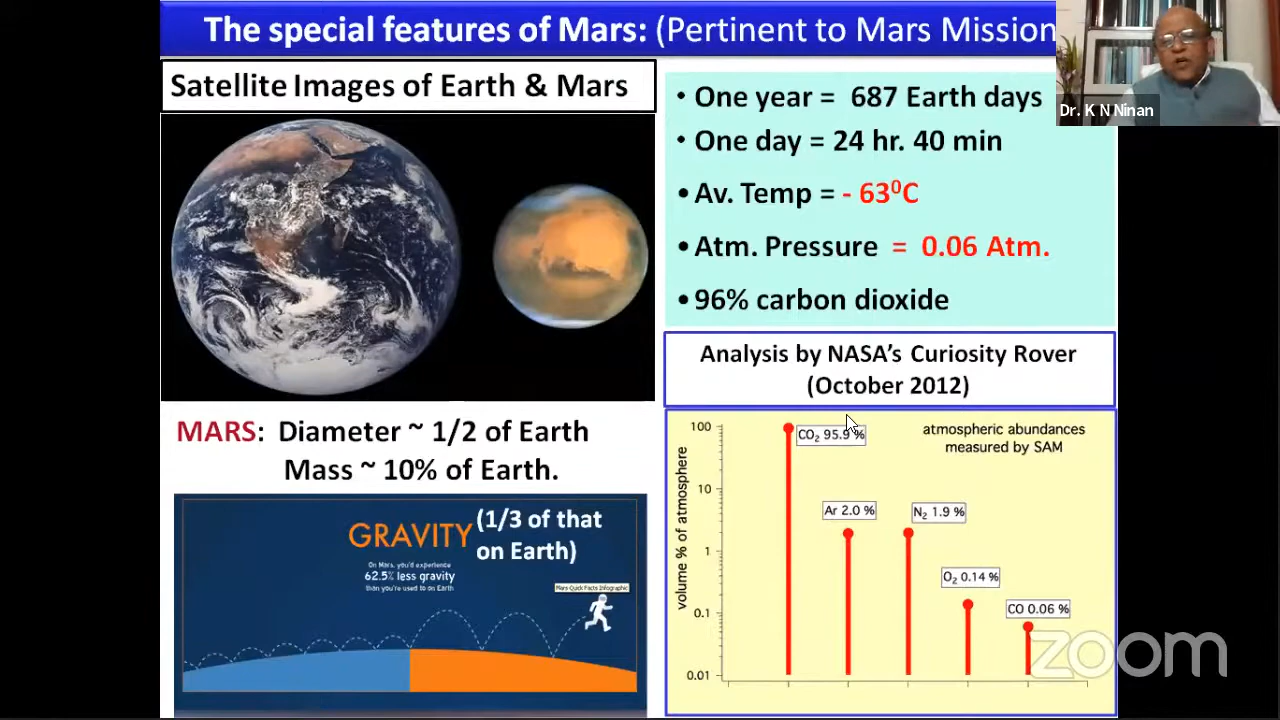 The special features of Mars: (Pertinent to Mars Mission
Satellite Images of Earth & Mars
• One year = 687 Earth days
• One day = 24 hr. 40 min
• Av. Temp = - 63⁰C
• Atm. Pressure = 0.06 Atm.
• 96% carbon dioxide
Dr. K N Ninan
Analysis by NASA's Curiosity Rover
(October 2012)
MARS: Diameter ~ 1/2 of Earth
Mass ~ 10% of Earth.
GRAVITY (1/3 of that
on Earth)
On Mars, you'd experience
62.5% less gravity
than you're used to on Earth
Mars Quick Facts Infographic
atmospheric abundances
measured by SAM
volume % of atmosphere
100
10
1
0.1
0.01
CO₂ 95.9 %
Ar 2.0 %
N₂ 1.9 %
O₂ 0.14 %
CO 0.06 %
zoom